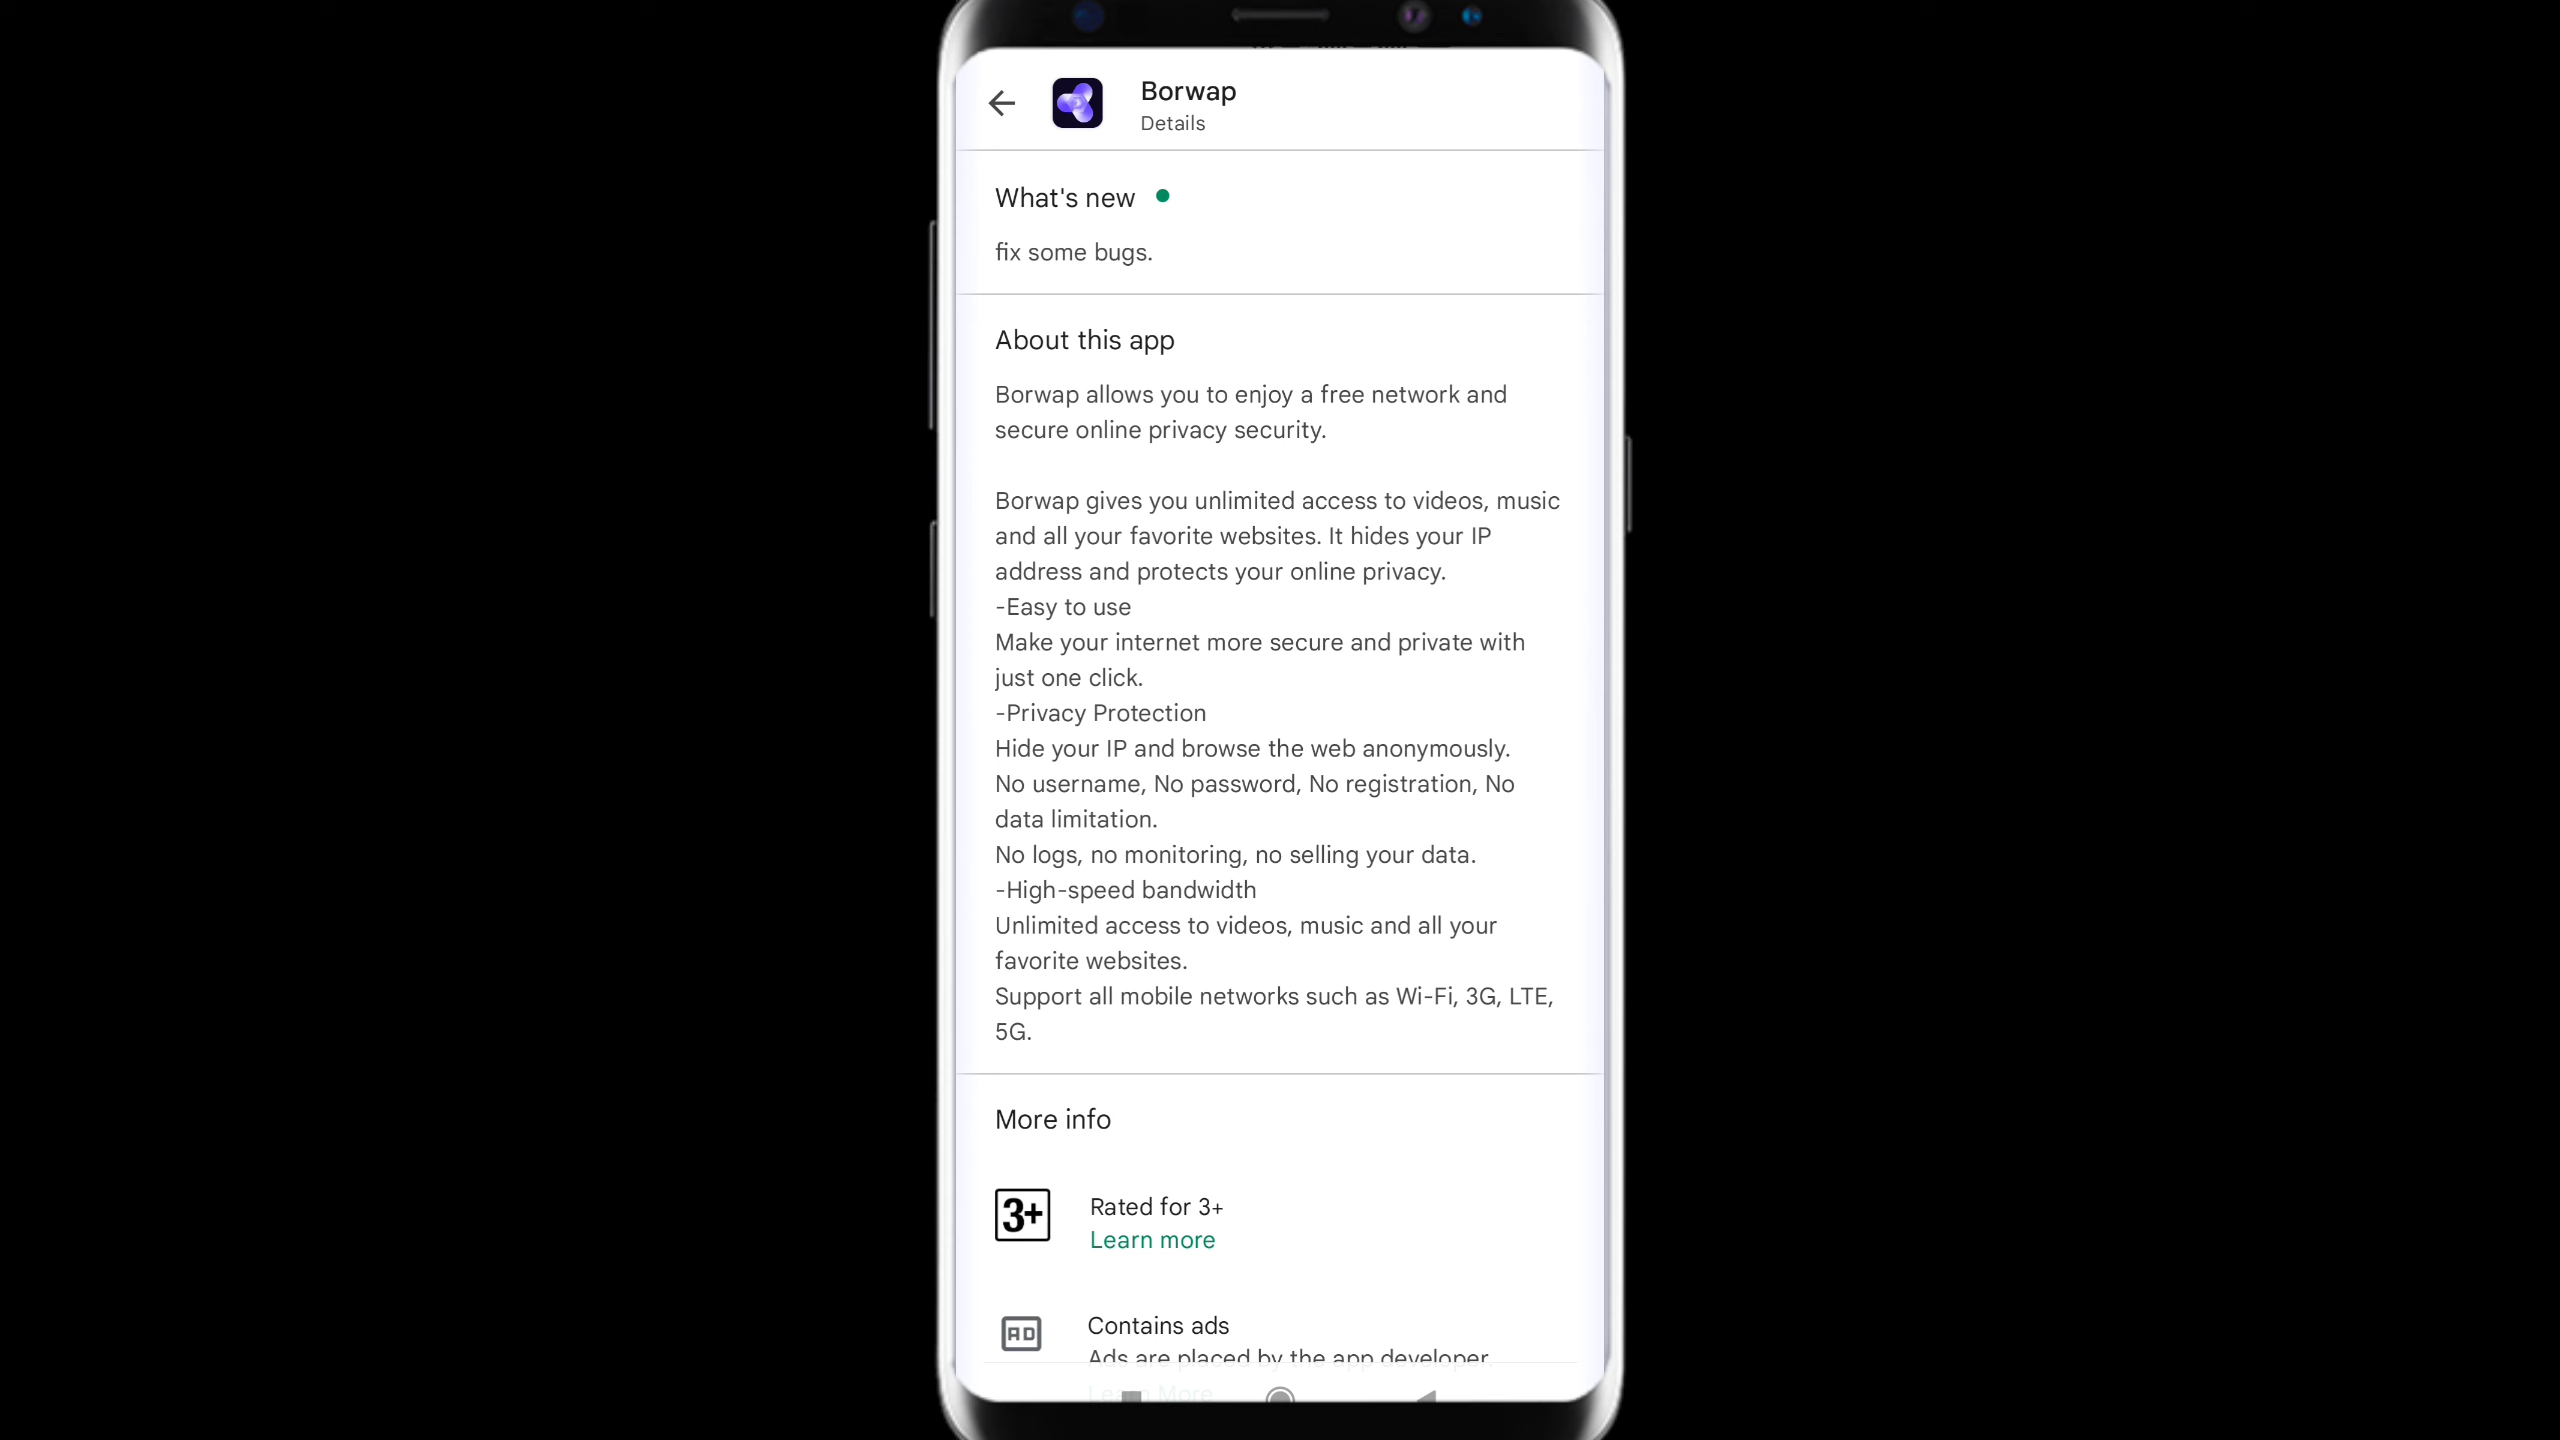 Borwap
Details
What's new
fix some bugs.
About this app
Borwap allows you to enjoy a free network and
secure online privacy security.
Borwap gives you unlimited access to videos, music
and all your favorite websites. It hides your IP
address and protects your online privacy.
-Easy to use
Make your internet more secure and private with
just one click.
-Privacy Protection
Hide your IP and browse the web anonymously.
No username, No password, No registration, No
data limitation.
No logs, no monitoring, no selling your data.
-High-speed bandwidth
Unlimited access to videos, music and all your
favorite websites.
Support all mobile networks such as Wi-Fi, 3G, LTE,
5G.
More info
3+
Rated for 3+
Learn more
AD
Contains ads
Ads are placed by the app developer.
Learn More